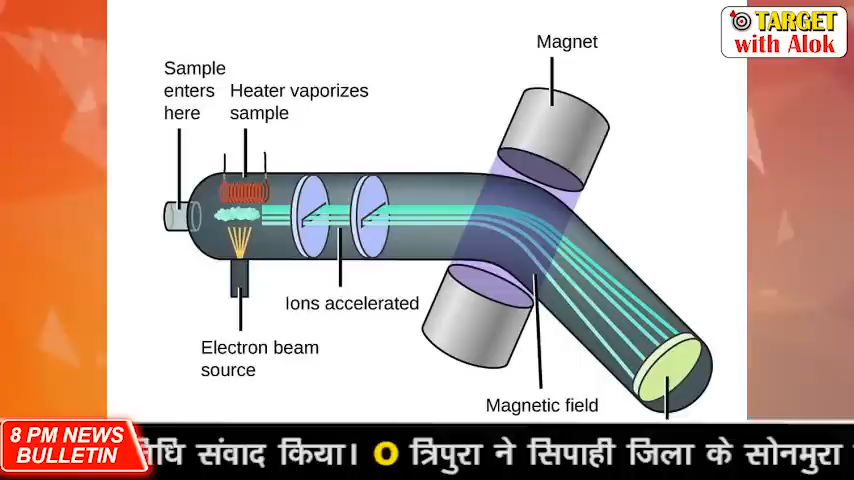 TARGET
with Alok
Magnet
Sample
enters
here
Heater vaporizes
sample
Ions accelerated
Electron beam
source
Magnetic field
8 PM NEWS
BULLETIN
संवाद किया। O त्रिपुरा ने सिपाही जिला के सोनमुरा